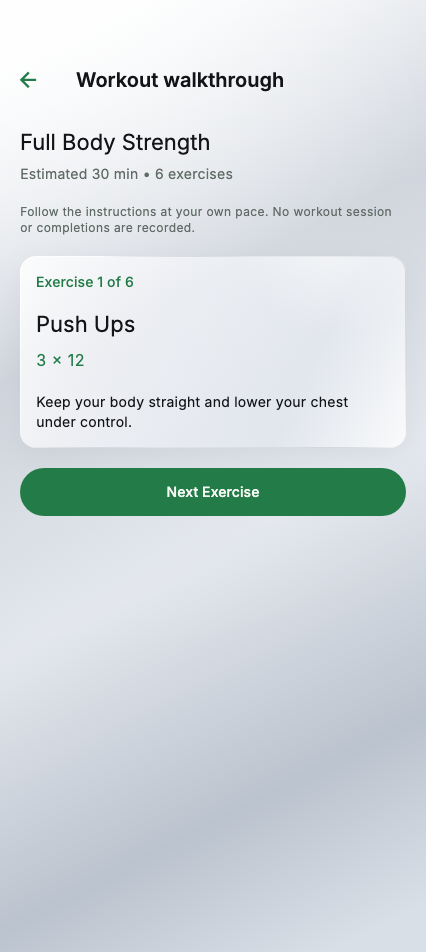 Workout walkthrough
Full Body Strength
Estimated 30 min • 6 exercises
Follow the instructions at your own pace. No workout session
or completions are recorded.
Exercise 1 of 6
Push Ups
3 × 12
Keep your body straight and lower your chest
under control.
Next Exercise